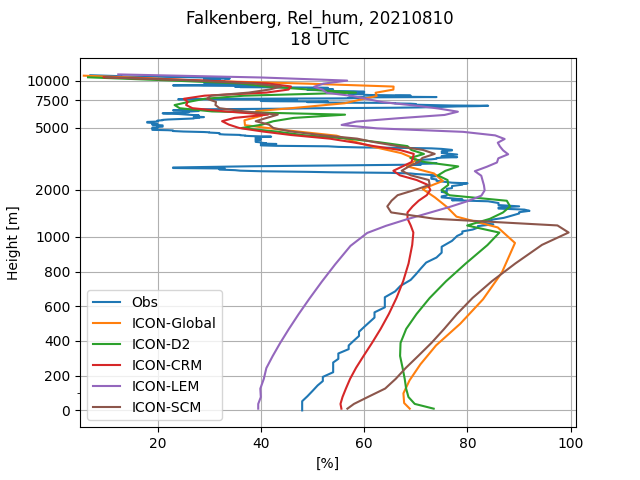 Falkenberg, Rel_hum, 20210810
18 UTC
10000
7500
5000
2000
1000
800
600
400
200
0
Height [m]
Obs
ICON-Global
ICON-D2
ICON-CRM
ICON-LEM
ICON-SCM
20 40 60 80 100
[%]